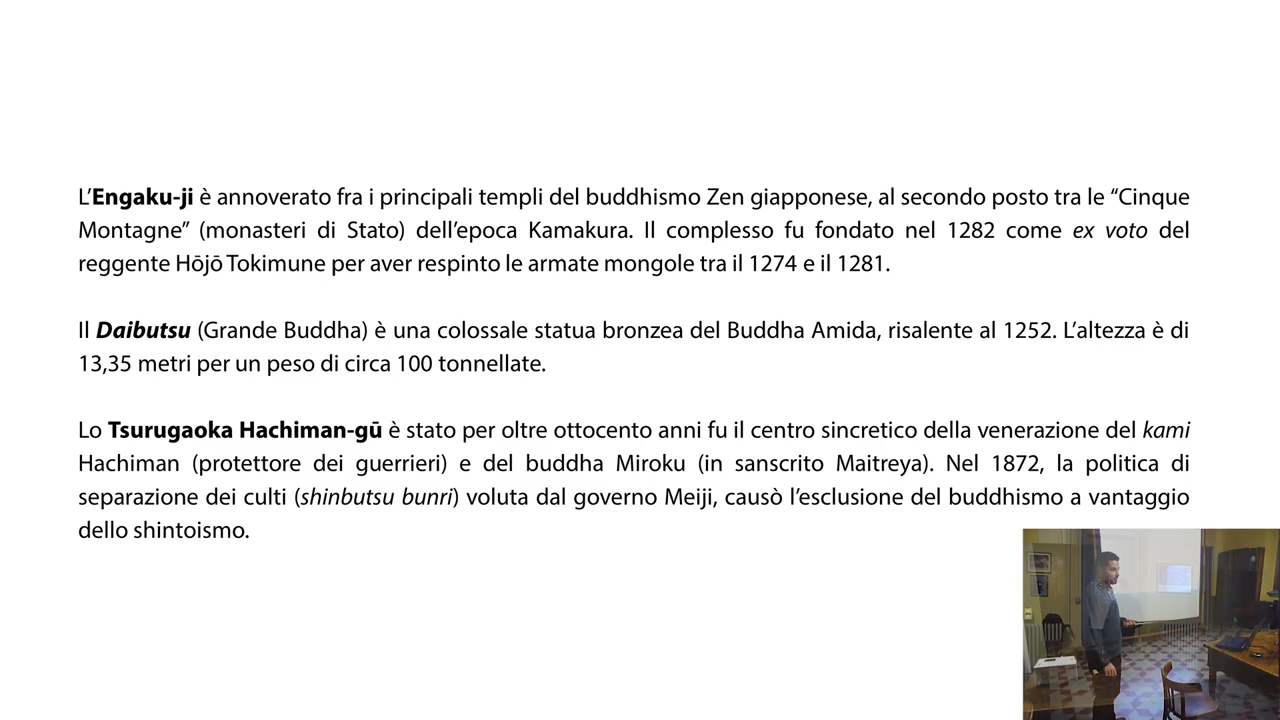 L’Engaku-ji è annoverato fra i principali templi del buddhismo Zen giapponese, al secondo posto tra le “Cinque
Montagne” (monasteri di Stato) dell’epoca Kamakura. Il complesso fu fondato nel 1282 come ex voto del
reggente Hōjō Tokimune per aver respinto le armate mongole tra il 1274 e il 1281.
Il Daibutsu (Grande Buddha) è una colossale statua bronzea del Buddha Amida, risalente al 1252. L’altezza è di
13,35 metri per un peso di circa 100 tonnellate.
Lo Tsurugaoka Hachiman-gū è stato per oltre ottocento anni fu il centro sincretico della venerazione del kami
Hachiman (protettore dei guerrieri) e del buddha Miroku (in sanscrito Maitreya). Nel 1872, la politica di
separazione dei culti (shinbutsu bunri) voluta dal governo Meiji, causò l’esclusione del buddhismo a vantaggio
dello shintoismo.